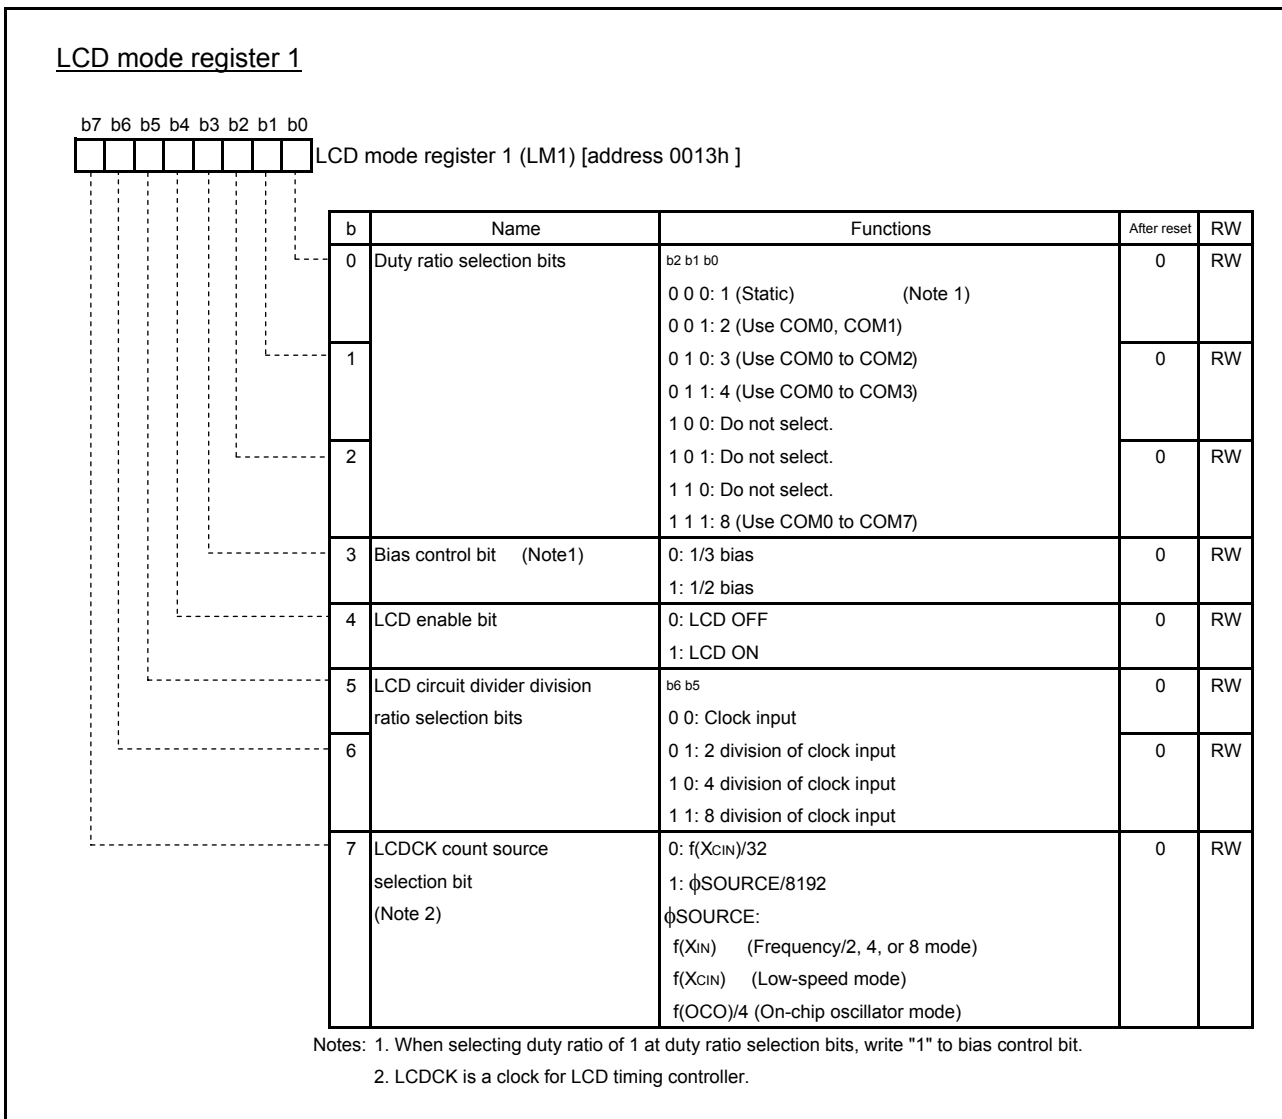 LCD mode register 1
b7 b6 b5 b4 b3 b2 b1 b0
LCD mode register 1 (LM1) [address 0013h ]
b Name Functions After reset RW
0 Duty ratio selection bits b2 b1 b0 0 RW
0 0 0: 1 (Static) (Note 1)
0 0 1: 2 (Use COM0, COM1)
1 0 1 0: 3 (Use COM0 to COM2) 0 RW
0 1 1: 4 (Use COM0 to COM3)
1 0 0: Do not select.
2 1 0 1: Do not select. 0 RW
1 1 0: Do not select.
1 1 1: 8 (Use COM0 to COM7)
3 Bias control bit (Note1) 0: 1/3 bias 0 RW
1: 1/2 bias
4 LCD enable bit 0: LCD OFF 0 RW
1: LCD ON
5 LCD circuit divider division b6 b5 0 RW
ratio selection bits 0 0: Clock input
6 0 1: 2 division of clock input 0 RW
1 0: 4 division of clock input
1 1: 8 division of clock input
7 LCDCK count source 0: f(XCIN)/32 0 RW
selection bit 1: ϕSOURCE/8192
(Note 2) ϕSOURCE:
f(XIN) (Frequency/2, 4, or 8 mode)
f(XCIN) (Low-speed mode)
f(OCO)/4 (On-chip oscillator mode)
Notes: 1. When selecting duty ratio of 1 at duty ratio selection bits, write "1" to bias control bit.
2. LCDCK is a clock for LCD timing controller.